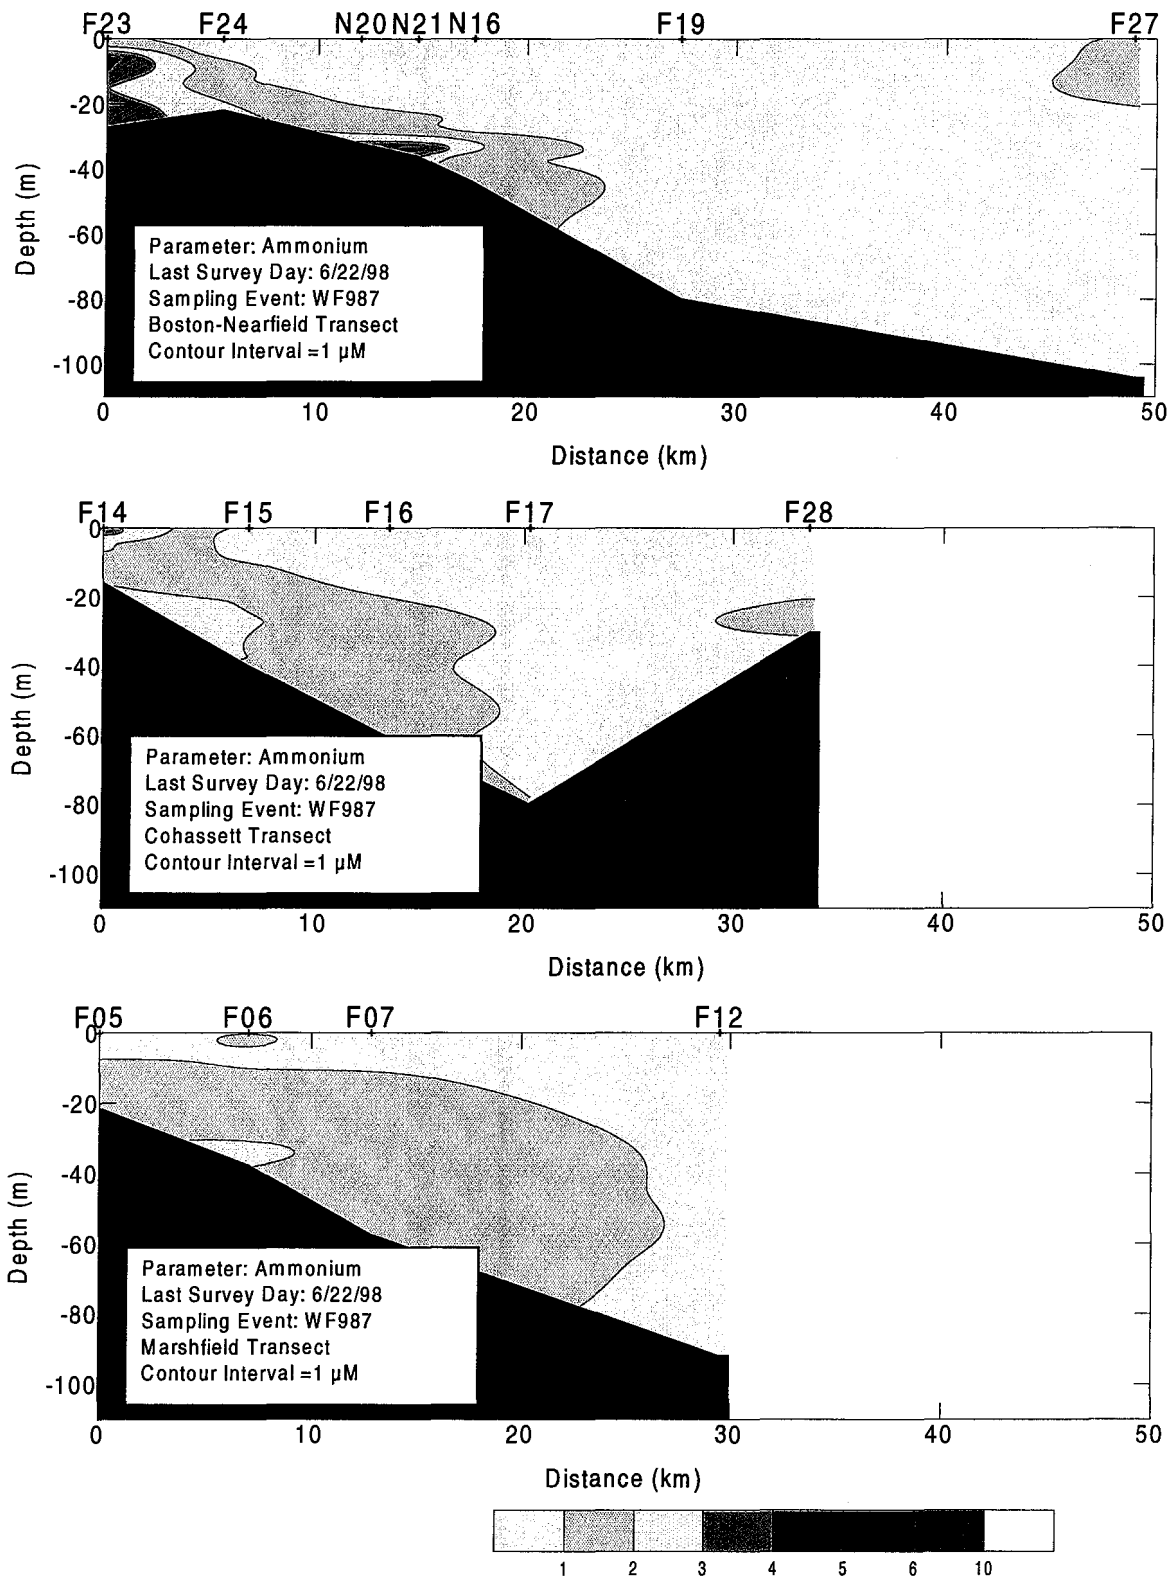 F23 F24 N20 N21 N16 F19 F27
0
-20
-40
-60
-80
-100
Depth (m)
Parameter: Ammonium
Last Survey Day: 6/22/98
Sampling Event: WF987
Boston-Nearfield Transect
Contour Interval =1 µM
0 10 20 30 40 50
Distance (km)
F14 F15 F16 F17 F28
0
-20
-40
-60
-80
-100
Depth (m)
Parameter: Ammonium
Last Survey Day: 6/22/98
Sampling Event: WF987
Cohassett Transect
Contour Interval =1 µM
0 10 20 30 40 50
Distance (km)
F05 F06 F07 F12
0
-20
-40
-60
-80
-100
Depth (m)
Parameter: Ammonium
Last Survey Day: 6/22/98
Sampling Event: WF987
Marshfield Transect
Contour Interval =1 µM
0 10 20 30 40 50
Distance (km)
1 2 3 4 5 6 10